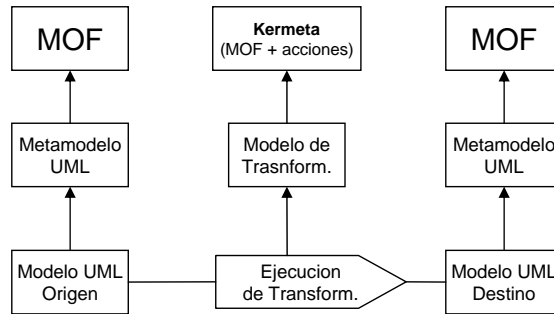 MOF
Kermeta
(MOF + acciones)
MOF
Metamodelo
UML
Modelo de
Trasnform.
Metamodelo
UML
Modelo UML
Origen
Ejecucion
de Transform.
Modelo UML
Destino